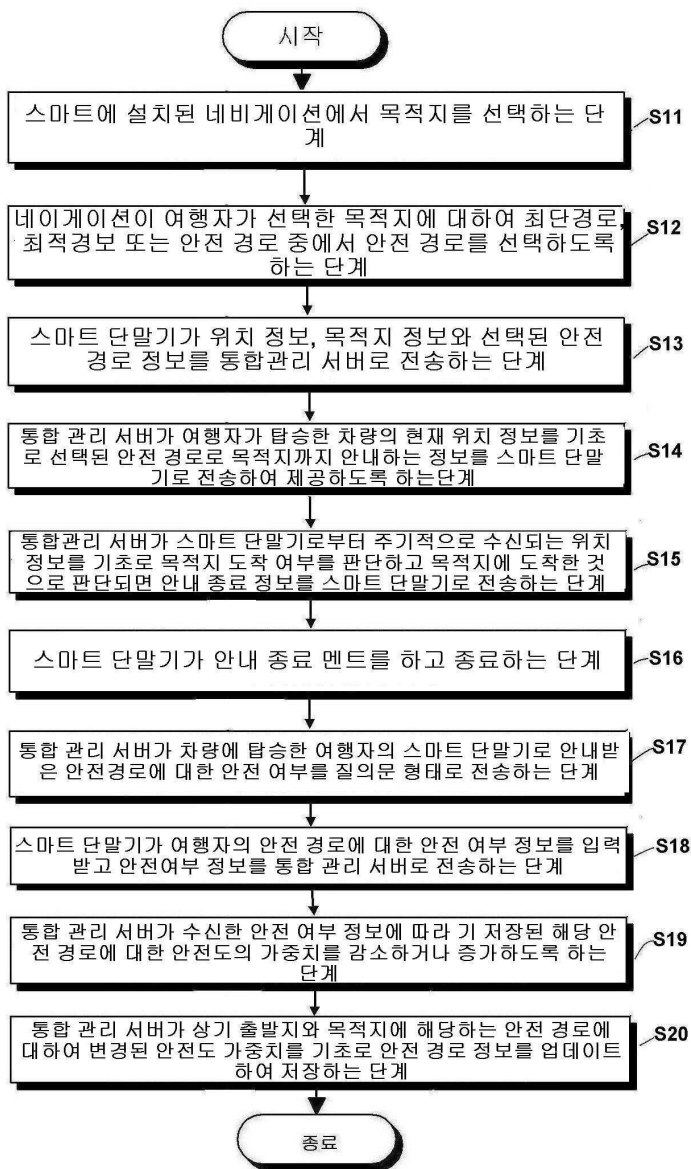 시작
스마트에 설치된 네비게이션에서 목적지를 선택하는 단
계
S11
네이게이션이 여행자가 선택한 목적지에 대하여 최단경로,
최적경보 또는 안전 경로 중에서 안전 경로를 선택하도록
하는 단계
S12
스마트 단말기가 위치 정보, 목적지 정보와 선택된 안전
경로 정보를 통합관리 서버로 전송하는 단계
S13
통합 관리 서버가 여행자가 탑승한 차량의 현재 위치 정보를 기초
로 선택된 안전 경로로 목적지까지 안내하는 정보를 스마트 단말
기로 전송하여 제공하도록 하는단계
S14
통합관리 서버가 스마트 단말기로부터 주기적으로 수신되는 위치
정보를 기초로 목적지 도착 여부를 판단하고 목적지에 도착한 것
으로 판단되면 안내 종료 정보를 스마트 단말기로 전송하는 단계
S15
스마트 단말기가 안내 종료 멘트를 하고 종료하는 단계
S16
통합 관리 서버가 차량에 탑승한 여행자의 스마트 단말기로 안내받
은 안전경로에 대한 안전 여부를 질의문 형태로 전송하는 단계
S17
스마트 단말기가 여행자의 안전 경로에 대한 안전 여부 정보를 입력
받고 안전여부 정보를 통합 관리 서버로 전송하는 단계
S18
통합 관리 서버가 수신한 안전 여부 정보에 따라 기 저장된 해당 안
전 경로에 대한 안전도의 가중치를 감소하거나 증가하도록 하는
단계
S19
통합 관리 서버가 상기 출발지와 목적지에 해당하는 안전 경로에
대하여 변경된 안전도 가중치를 기초로 안전 경로 정보를 업데이트
하여 저장하는 단계
S20
종료